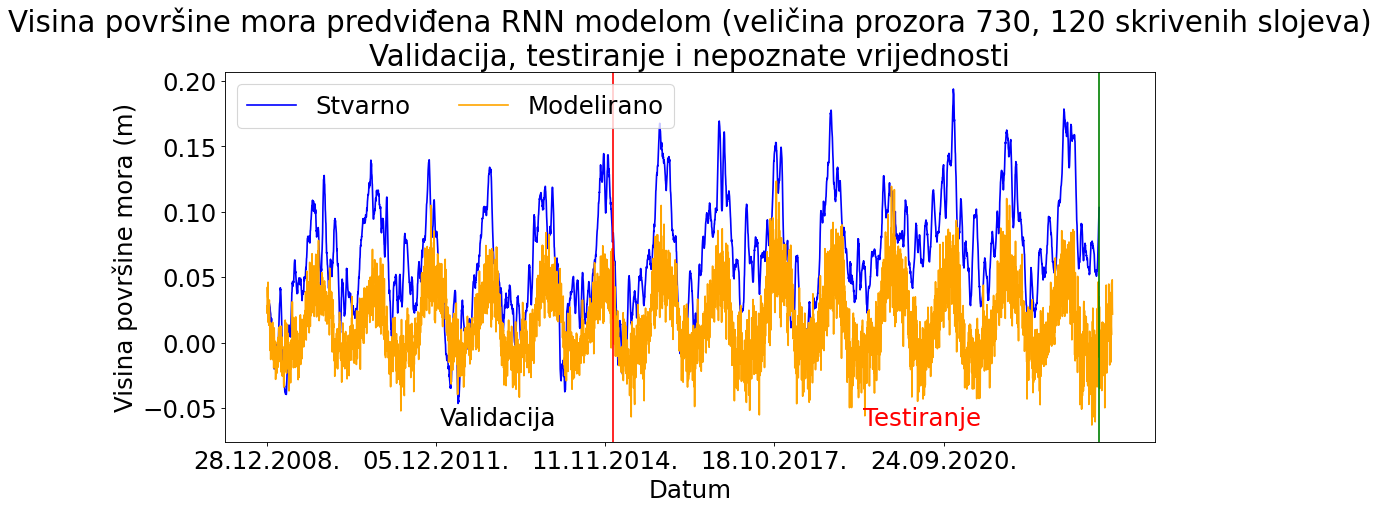 Visina površine mora predviđena RNN modelom (veličina prozora 730, 120 skrivenih slojeva)
Validacija, testiranje i nepoznate vrijednosti
Stvarno Modelirano
Visina površine mora (m)
0.20
0.15
0.10
0.05
0.00
−0.05
Validacija Testiranje
28.12.2008. 05.12.2011. 11.11.2014. 18.10.2017. 24.09.2020.
Datum